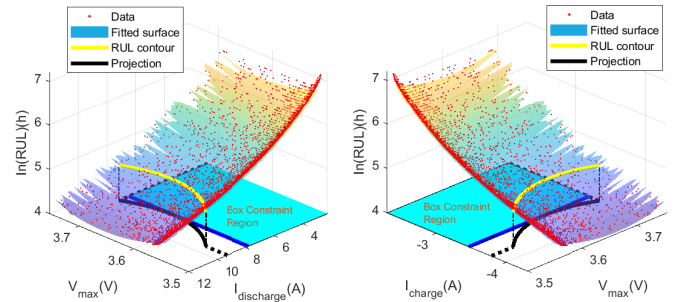 Data
Fitted surface
RUL contour
Projection
7
6
5
4
ln(RUL)(h)
Eox Constraint
Region
3.7
3.6
3.5
V_max(V)
12
10
8
6
4
I_discharge(A)
Data
Fitted surface
RUL contour
Projection
7
6
5
4
ln(RUL)(h)
Box Constraint
Region
-3
-4
I_charge(A)
3.5
3.6
3.7
V_max(V)